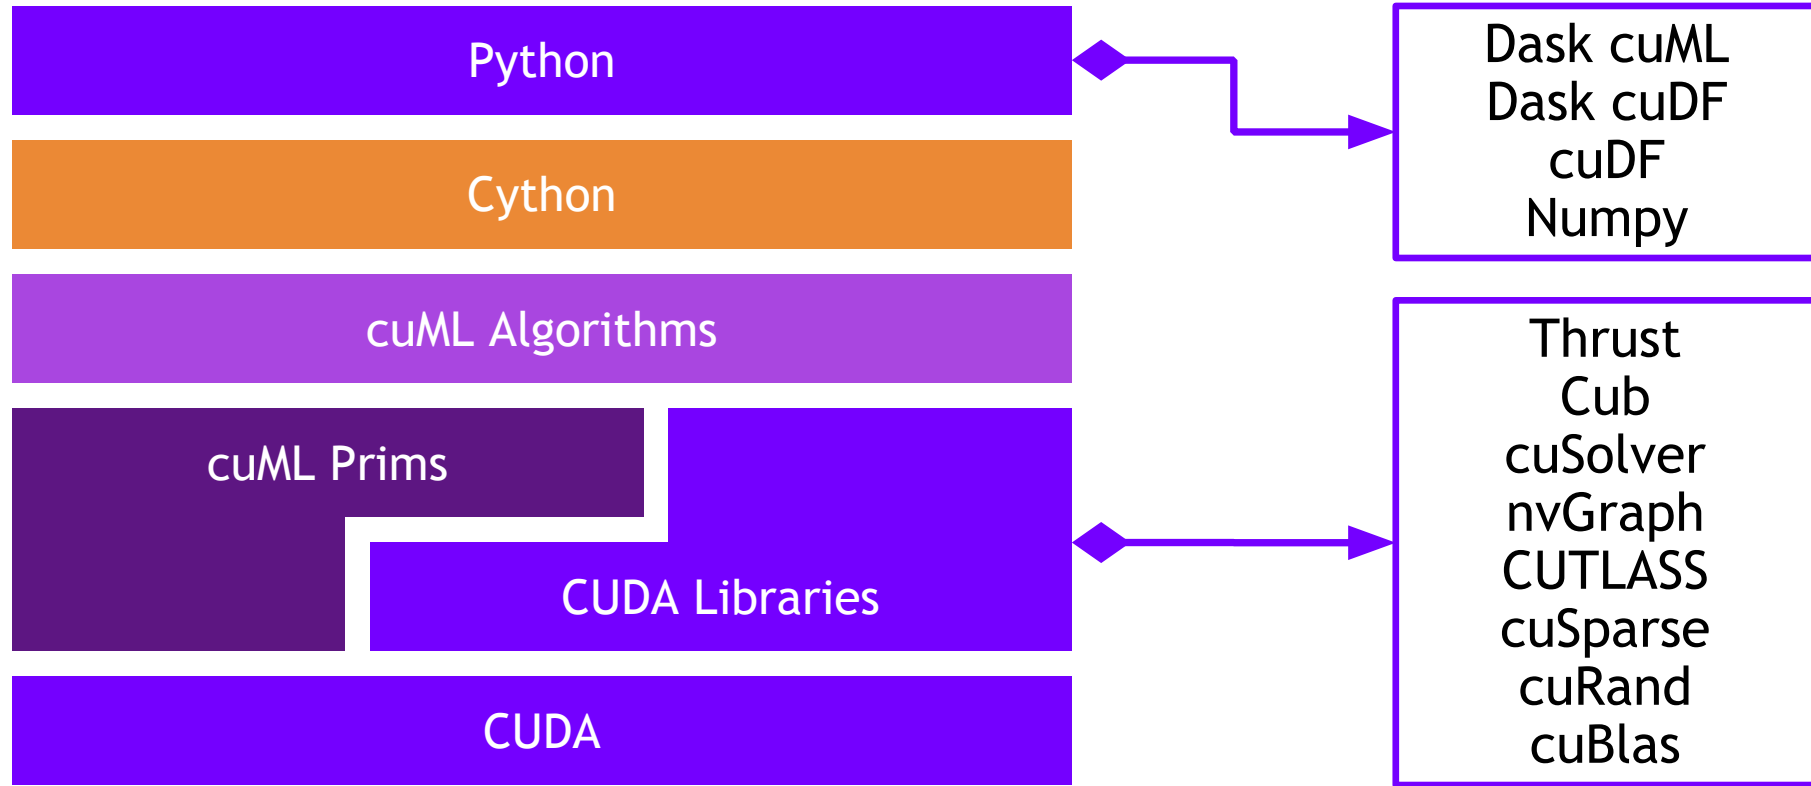 Python
Cython
cuML Algorithms
cuML Prims
CUDA Libraries
CUDA
Dask cuML
Dask cuDF
cuDF
Numpy
Thrust
Cub
cuSolver
nvGraph
CUTLASS
cuSparse
cuRand
cuBlas